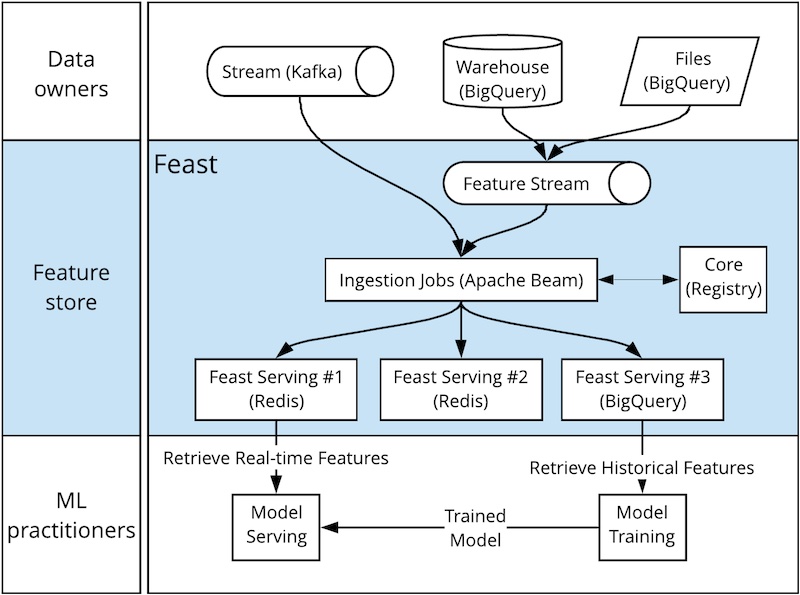 Data
owners
Stream (Kafka)
Warehouse
(BigQuery)
Files
(BigQuery)
Feature
store
Feast
Feature Stream
Ingestion Jobs (Apache Beam)
Core
(Registry)
Feast Serving #1
(Redis)
Feast Serving #2
(Redis)
Feast Serving #3
(BigQuery)
ML
practitioners
Retrieve Real-time Features
Retrieve Historical Features
Model
Serving
Trained
Model
Model
Training